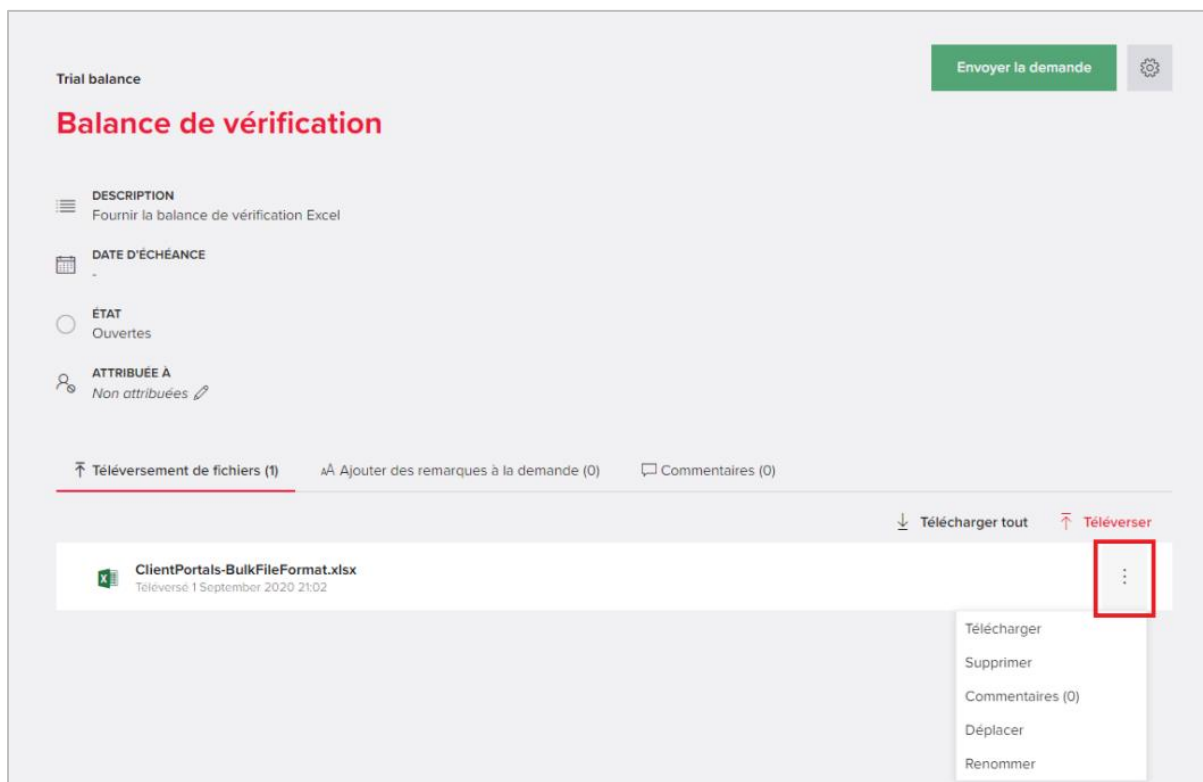 Envoyer la demande
Trial balance
Balance de vérification
DESCRIPTION
Fournir la balance de vérification Excel
DATE D'ÉCHÉANCE
-
ÉTAT
Ouvertes
ATTRIBUÉE À
Non attribuées
Téléversement de fichiers (1) Ajouter des remarques à la demande (0) Commentaires (0)
Télécharger tout Téléverser
ClientPortals-BulkFileFormat.xlsx
Téléversé 1 September 2020 21:02
Télécharger
Supprimer
Commentaires (0)
Déplacer
Renommer